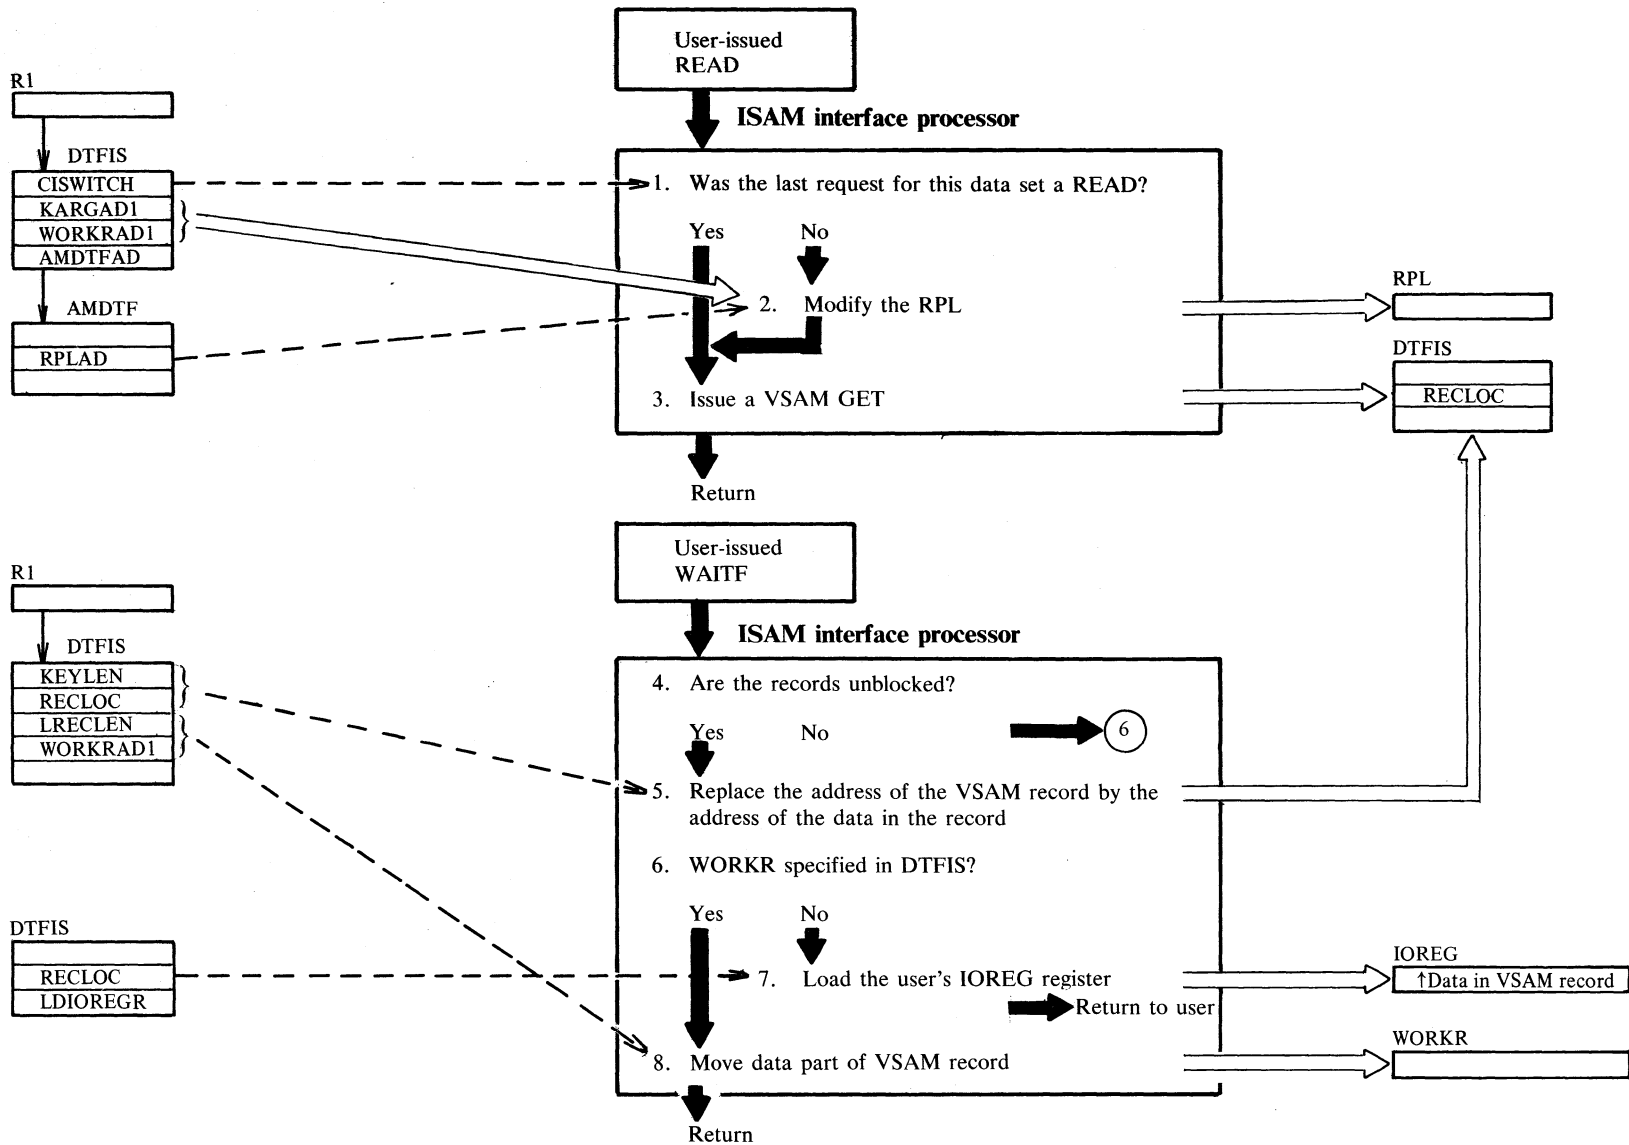 User-issued
READ
R1
ISAM interface processor
DTFIS
CISWITCH
KARGAD1
WORKRAD1
AMDTFAD
1. Was the last request for this data set a READ?
Yes No
RPL
2. Modify the RPL
AMDTF
RPLAD
DTFIS
RECLOC
3. Issue a VSAM GET
Return
User-issued
WAITF
R1
ISAM interface processor
DTFIS
KEYLEN
RECLOC
LRECLEN
WORKRAD1
4. Are the records unblocked?
Yes No 6
5. Replace the address of the VSAM record by the
address of the data in the record
6. WORKR specified in DTFIS?
Yes No
DTFIS
RECLOC
LDIOREGR
7. Load the user's IOREG register
IOREG
↑Data in VSAM record
Return to user
WORKR
8. Move data part of VSAM record
Return